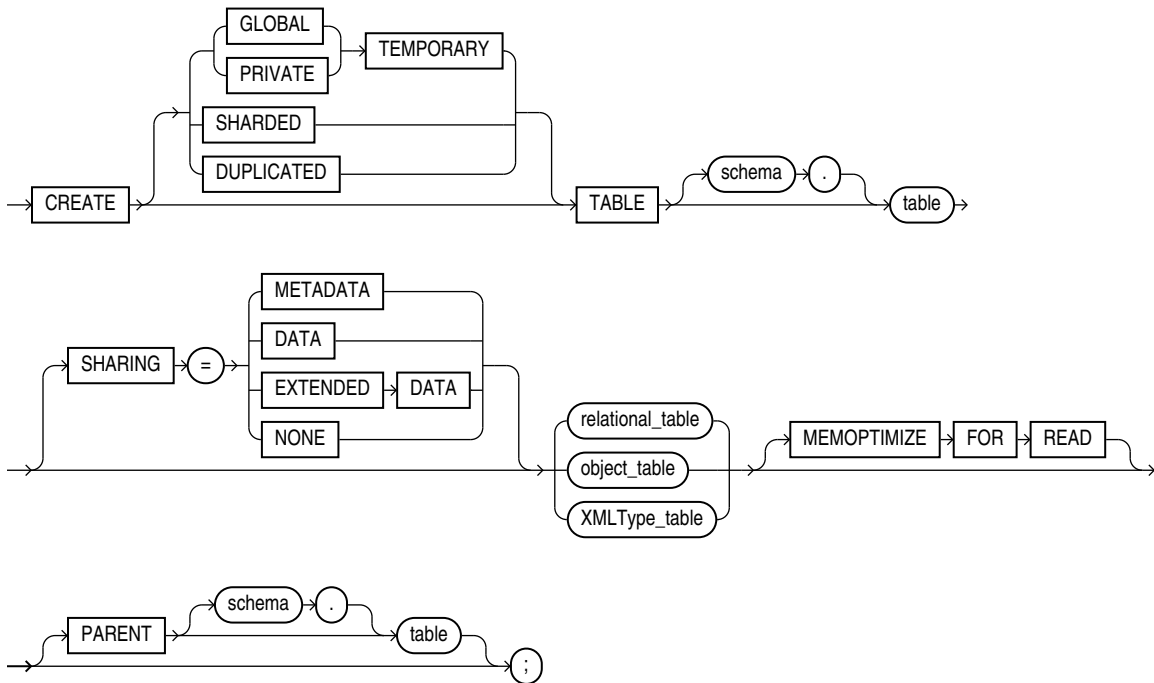 GLOBAL
TEMPORARY
PRIVATE
SHARDED
DUPLICATED
schema .
CREATE TABLE table
METADATA
SHARING = DATA
EXTENDED DATA
NONE
relational_table MEMOPTIMIZE FOR READ
object_table
XMLType_table
schema .
PARENT table
;